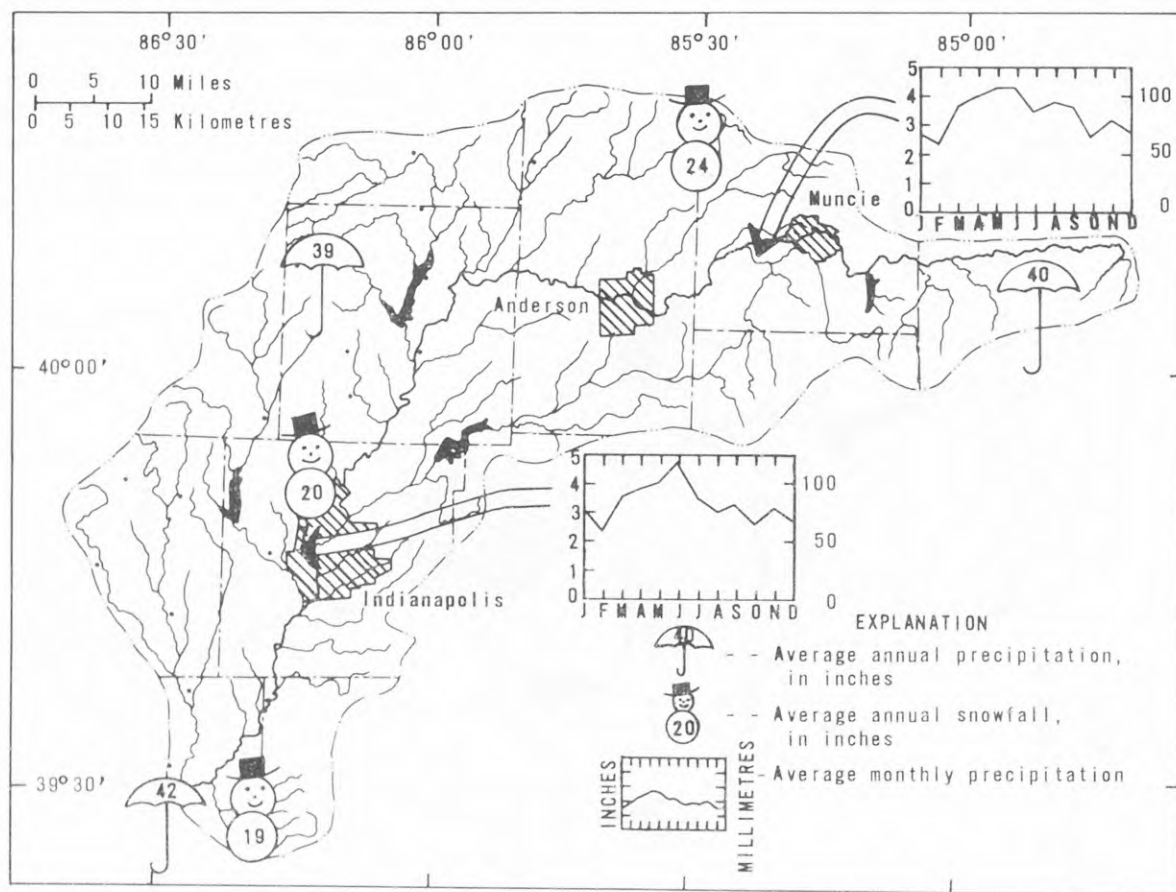 86°30' 86°00' 85°30' 85°00'
0 5 10 Miles
0 5 10 15 Kilometres
5
4 100
3
2 50
1
0 0
J F M A M J J A S O N D
24
Muncie
39
40
Anderson
40°00'
20
5
4 100
3
2 50
1
0 0
J F M A M J J A S O N D
Indianapolis
EXPLANATION
40 -- Average annual precipitation,
in inches
20 -- Average annual snowfall,
in inches
INCHES MILLIMETRES - Average monthly precipitation
39°30'
42
19